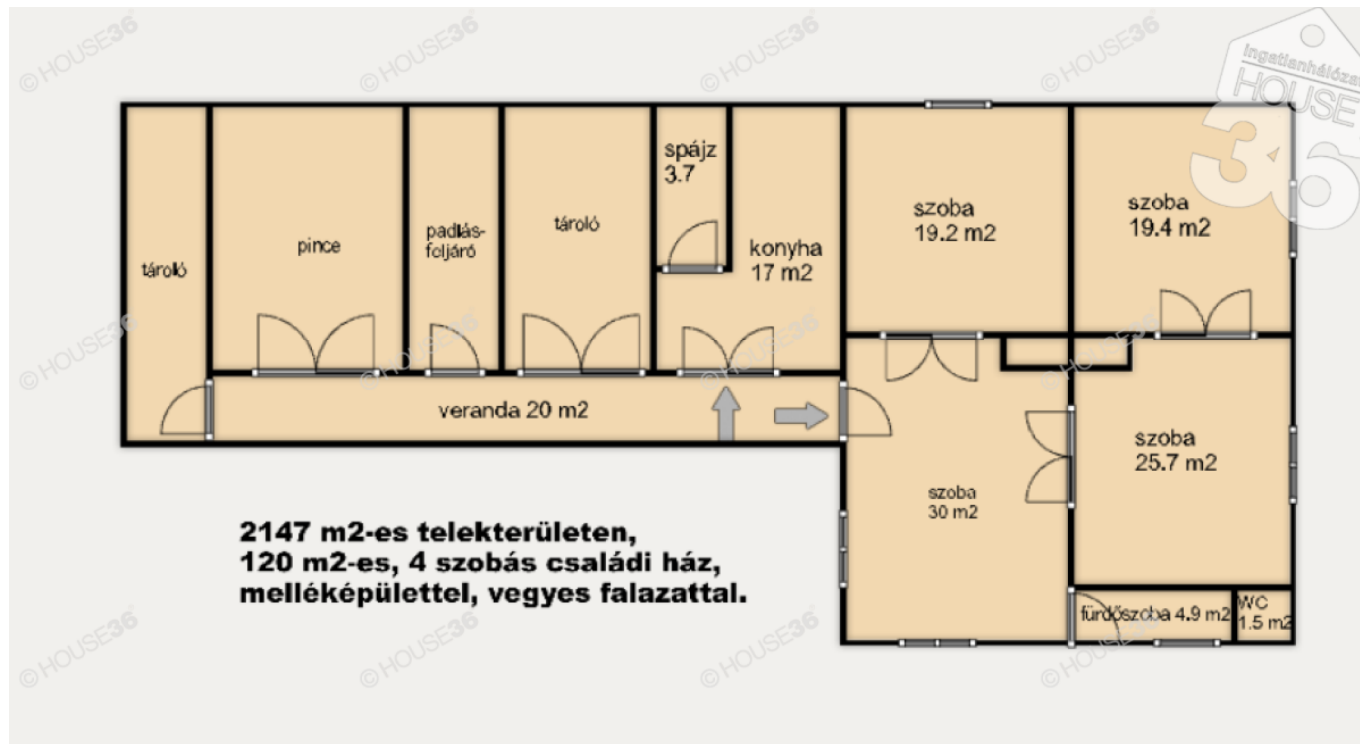 © HOUSE36
© HOUSE36
© HOUSE36
© HOUSE36
Ingatlanhálózat
HOUSE
36
tároló
pince
padlás-
feljáró
tároló
spájz
3.7
konyha
17 m2
szoba
19.2 m2
szoba
19.4 m2
© HOUSE36
© HOUSE36
© HOUSE36
© HOUSE36
veranda 20 m2
szoba
30 m2
szoba
25.7 m2
2147 m2-es telekterületen,
120 m2-es, 4 szobás családi ház,
melléképülettel, vegyes falazattal.
fürdőszoba 4.9 m2
WC
1.5 m2
© HOUSE36
© HOUSE36
© HOUSE36
© HOUSE36